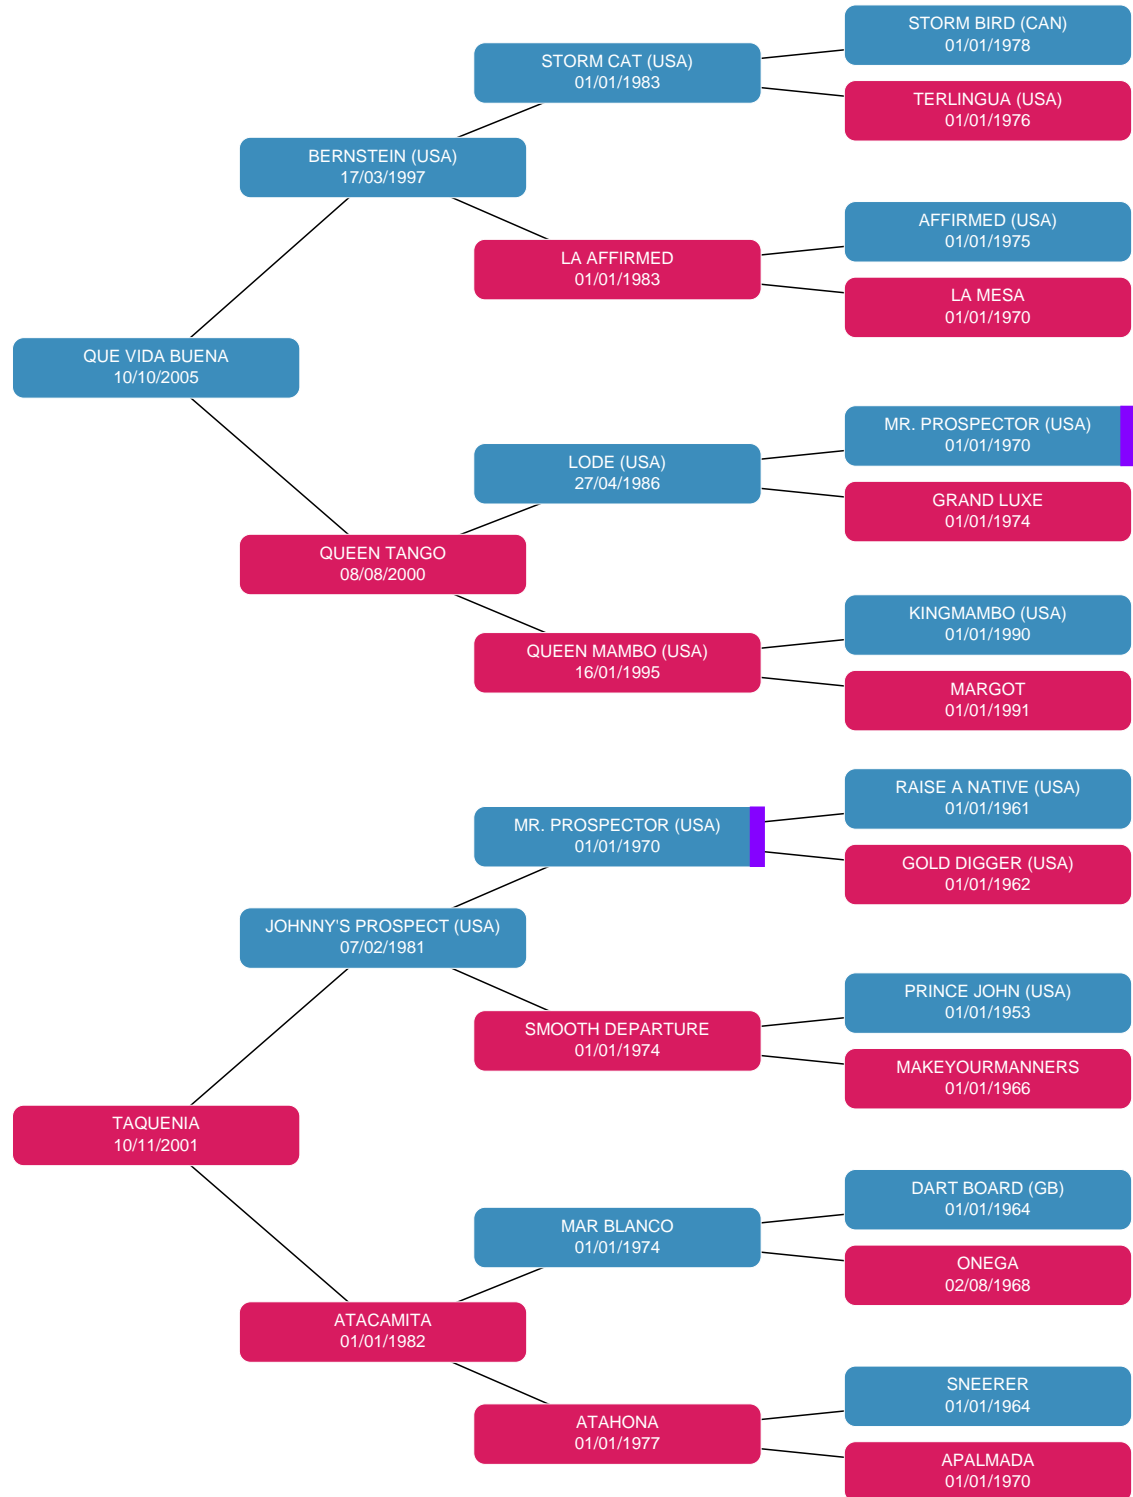 STORM BIRD (CAN)
01/01/1978
STORM CAT (USA)
01/01/1983
TERLINGUA (USA)
01/01/1976
BERNSTEIN (USA)
17/03/1997
AFFIRMED (USA)
01/01/1975
LA AFFIRMED
01/01/1983
LA MESA
01/01/1970
QUE VIDA BUENA
10/10/2005
MR. PROSPECTOR (USA)
01/01/1970
LODE (USA)
27/04/1986
GRAND LUXE
01/01/1974
QUEEN TANGO
08/08/2000
KINGMAMBO (USA)
01/01/1990
QUEEN MAMBO (USA)
16/01/1995
MARGOT
01/01/1991
RAISE A NATIVE (USA)
01/01/1961
MR. PROSPECTOR (USA)
01/01/1970
GOLD DIGGER (USA)
01/01/1962
JOHNNY'S PROSPECT (USA)
07/02/1981
PRINCE JOHN (USA)
01/01/1953
SMOOTH DEPARTURE
01/01/1974
MAKEYOURMANNERS
01/01/1966
TAQUENIA
10/11/2001
DART BOARD (GB)
01/01/1964
MAR BLANCO
01/01/1974
ONEGA
02/08/1968
ATACAMITA
01/01/1982
SNEERER
01/01/1964
ATAHONA
01/01/1977
APALMADA
01/01/1970